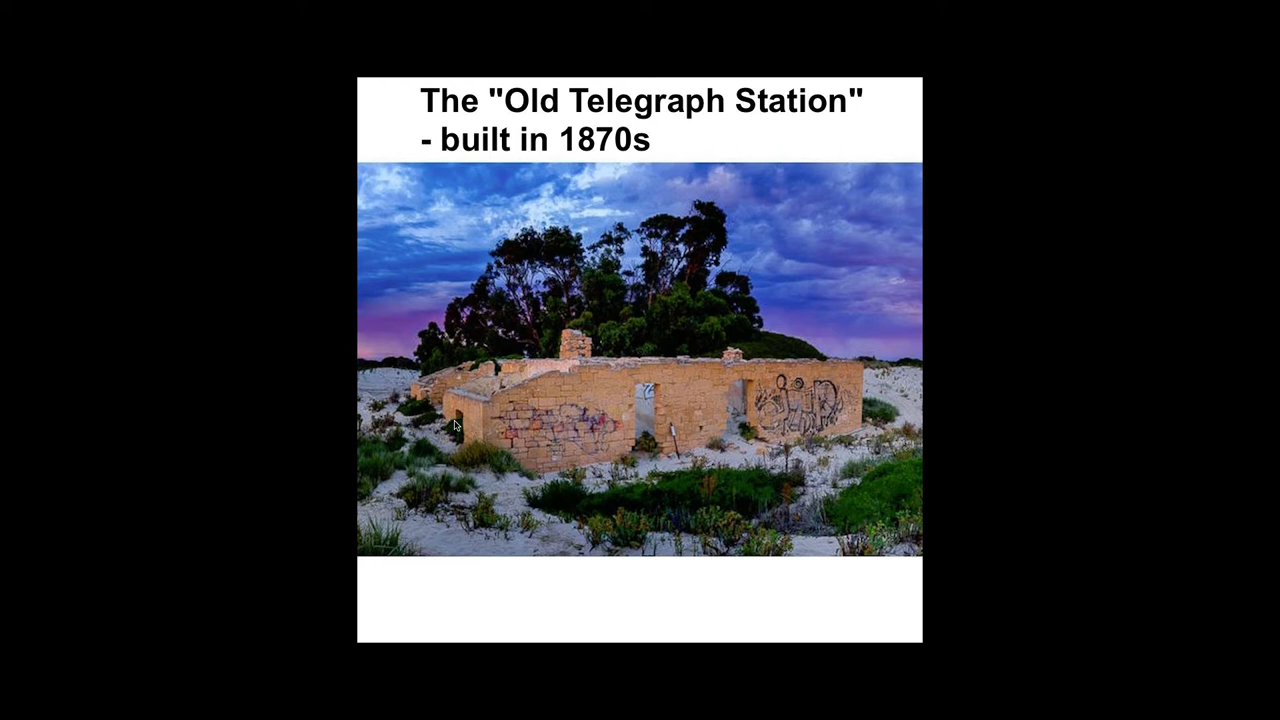 The "Old Telegraph Station"
- built in 1870s